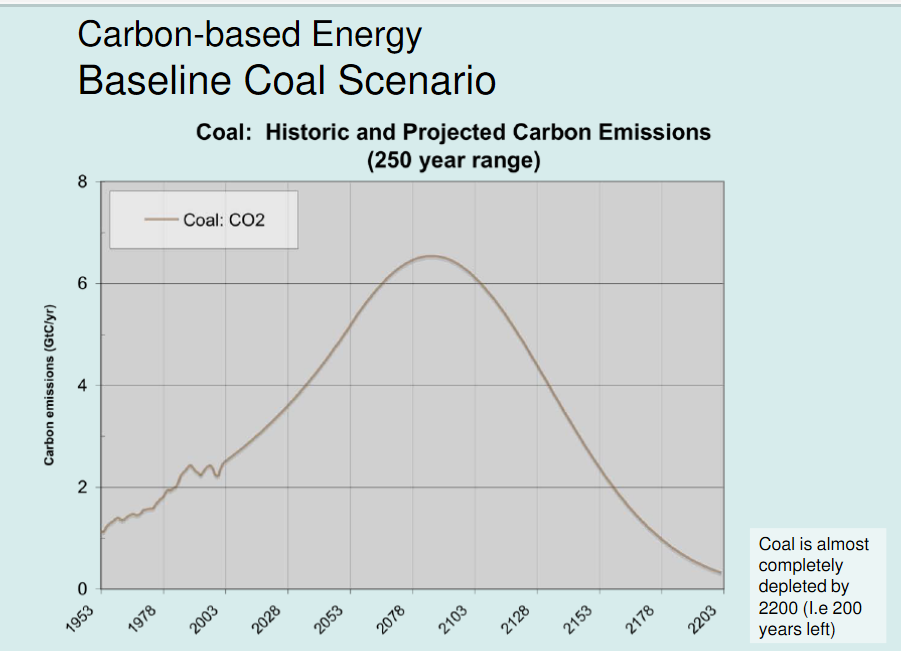 Carbon-based Energy
Baseline Coal Scenario
Coal: Historic and Projected Carbon Emissions
(250 year range)
Coal: CO2
Carbon emissions (GtC/yr)
8
6
4
2
0
1953
1978
2003
2028
2053
2078
2103
2128
2153
2178
2203
Coal is almost
completely
depleted by
2200 (I.e 200
years left)